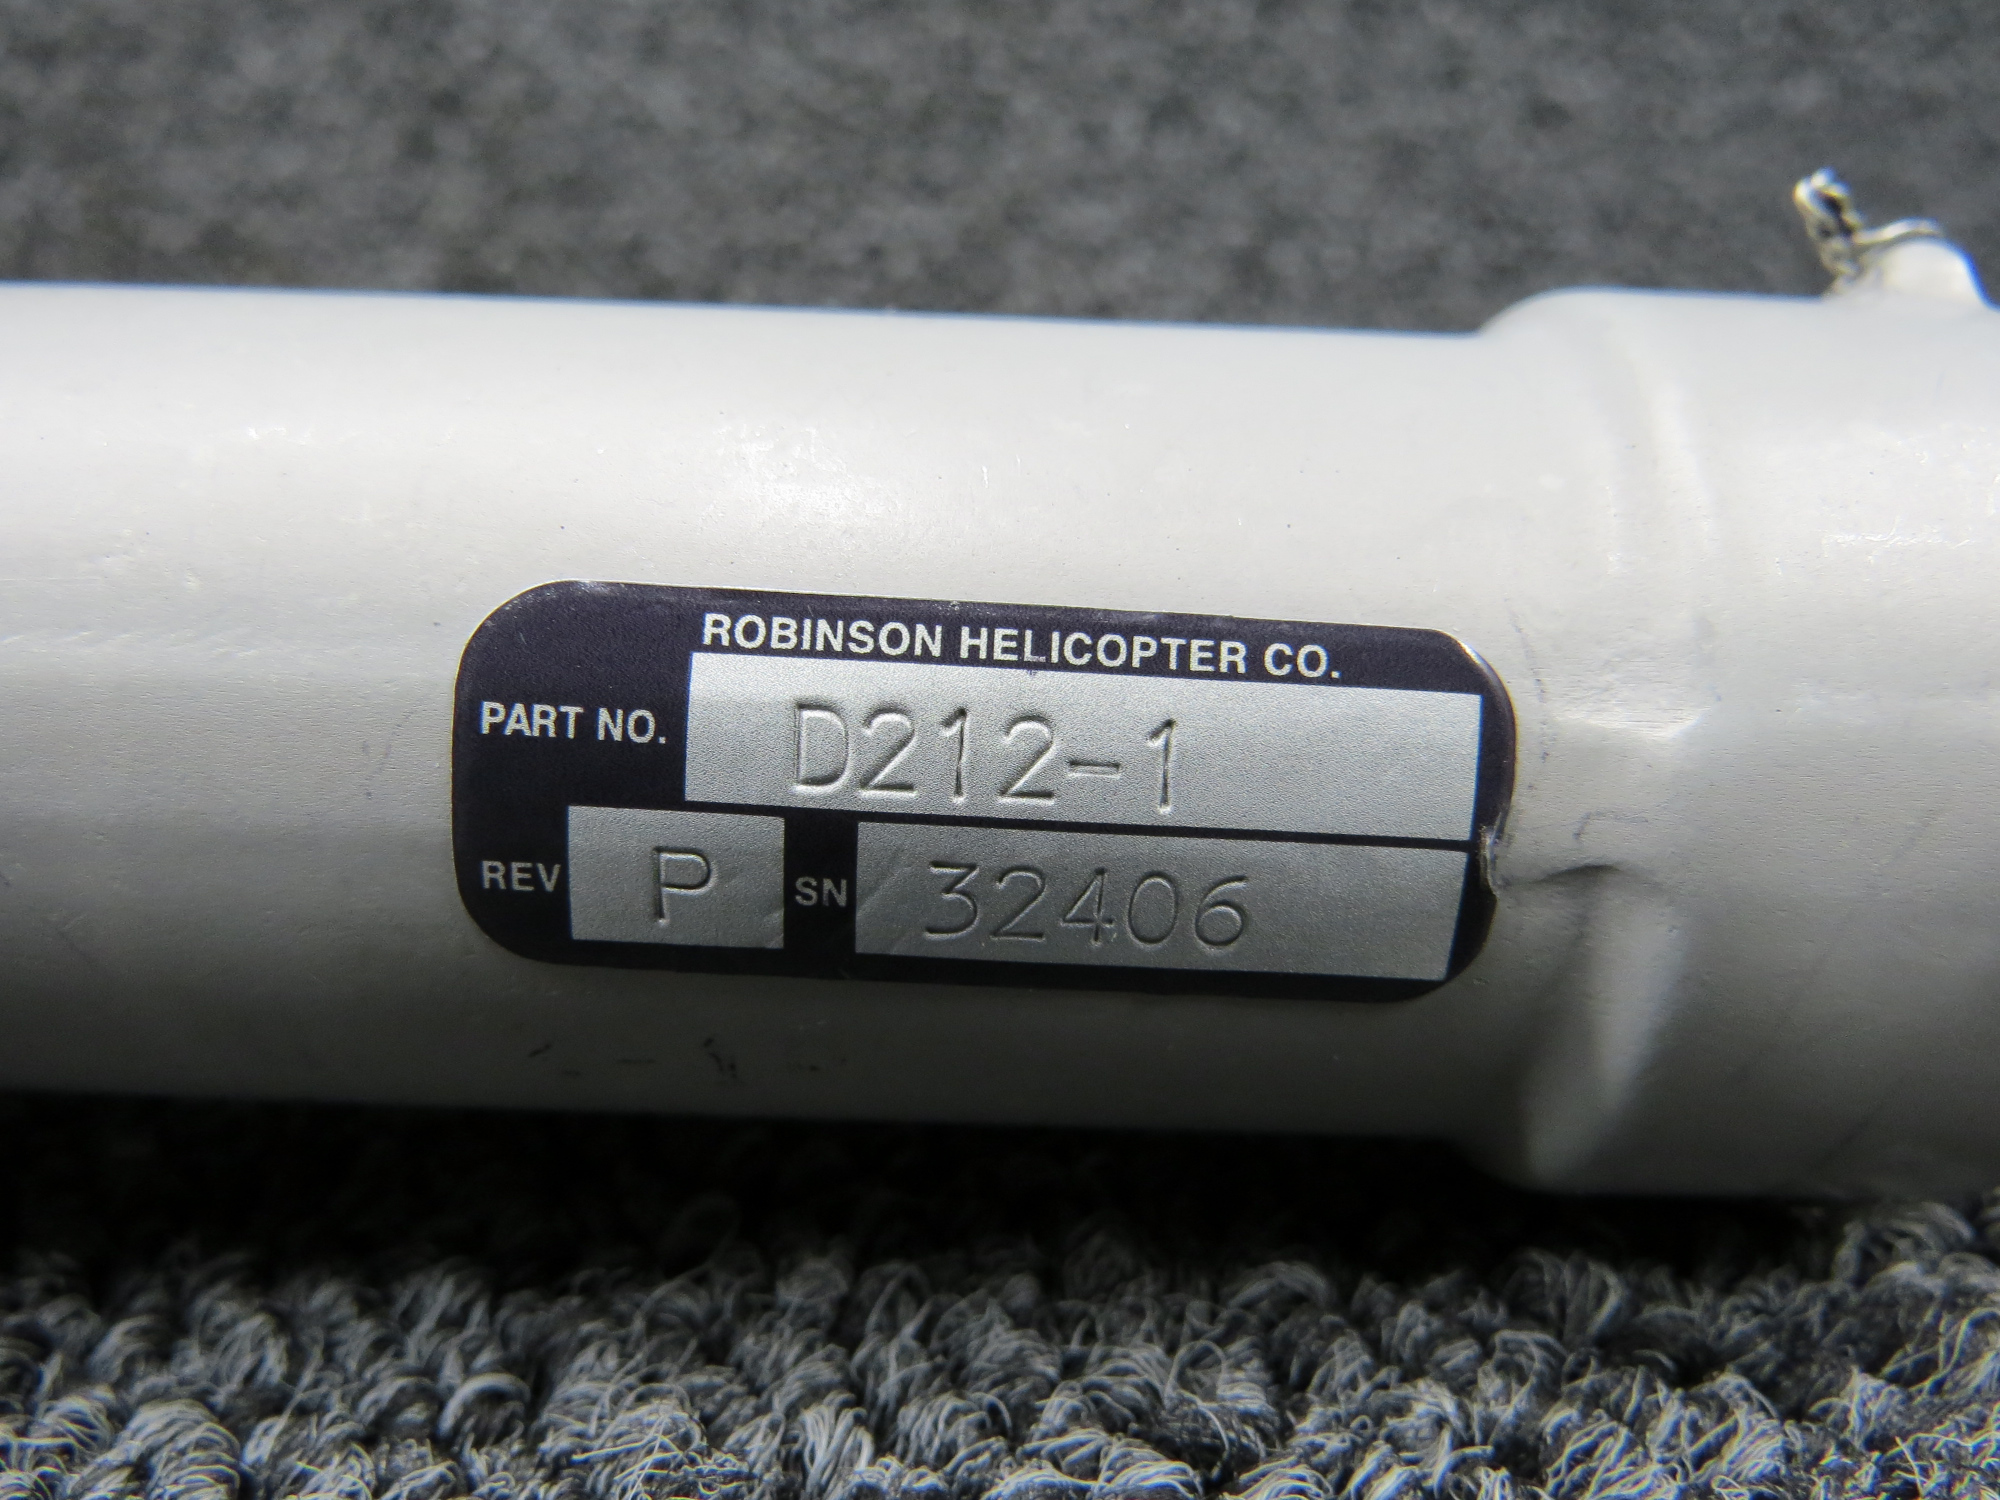 ROBINSON HELICOPTER CO.
PART NO. D212-1
REV P SN 32406